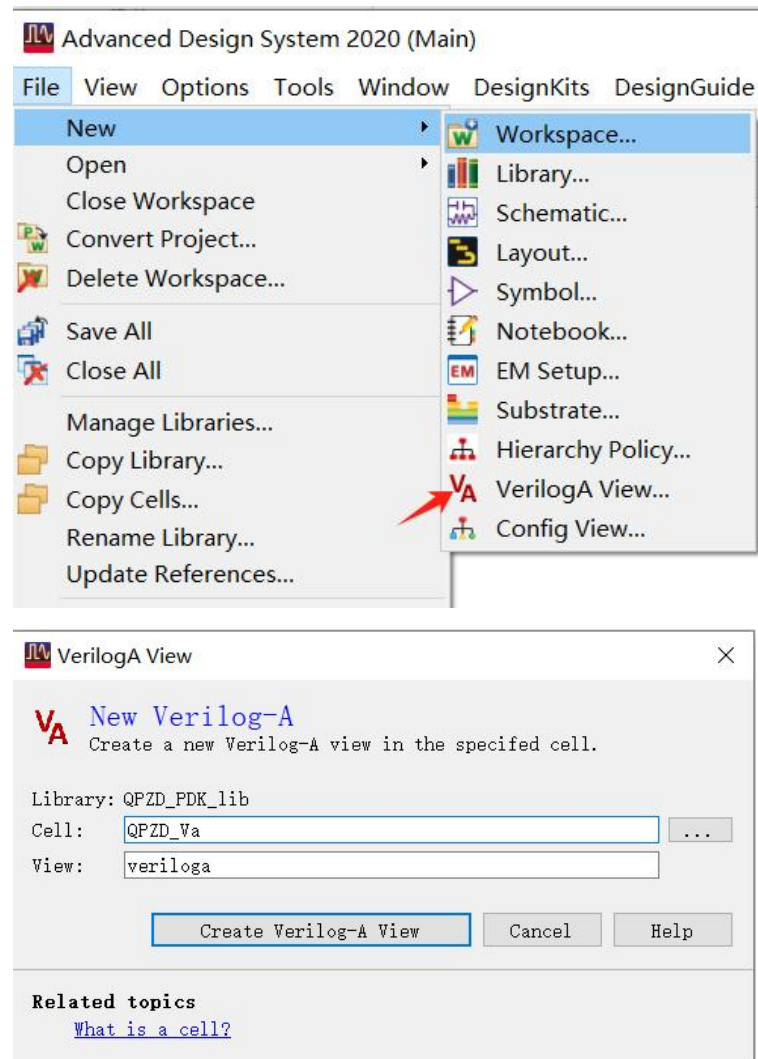 Advanced Design System 2020 (Main)
File View Options Tools Window DesignKits DesignGuide
New
Open
Close Workspace
Convert Project...
Delete Workspace...
Save All
Close All
Manage Libraries...
Copy Library...
Copy Cells...
Rename Library...
Update References...
Workspace...
Library...
Schematic...
Layout...
Symbol...
Notebook...
EM EM Setup...
Substrate...
Hierarchy Policy...
VA VerilogA View...
Config View...
VerilogA View
VA New Verilog-A
Create a new Verilog-A view in the specifed cell.
Library: QPZD_PDK_lib
Cell: QPZD_Va ...
View: veriloga
Create Verilog-A View Cancel Help
Related topics
What is a cell?